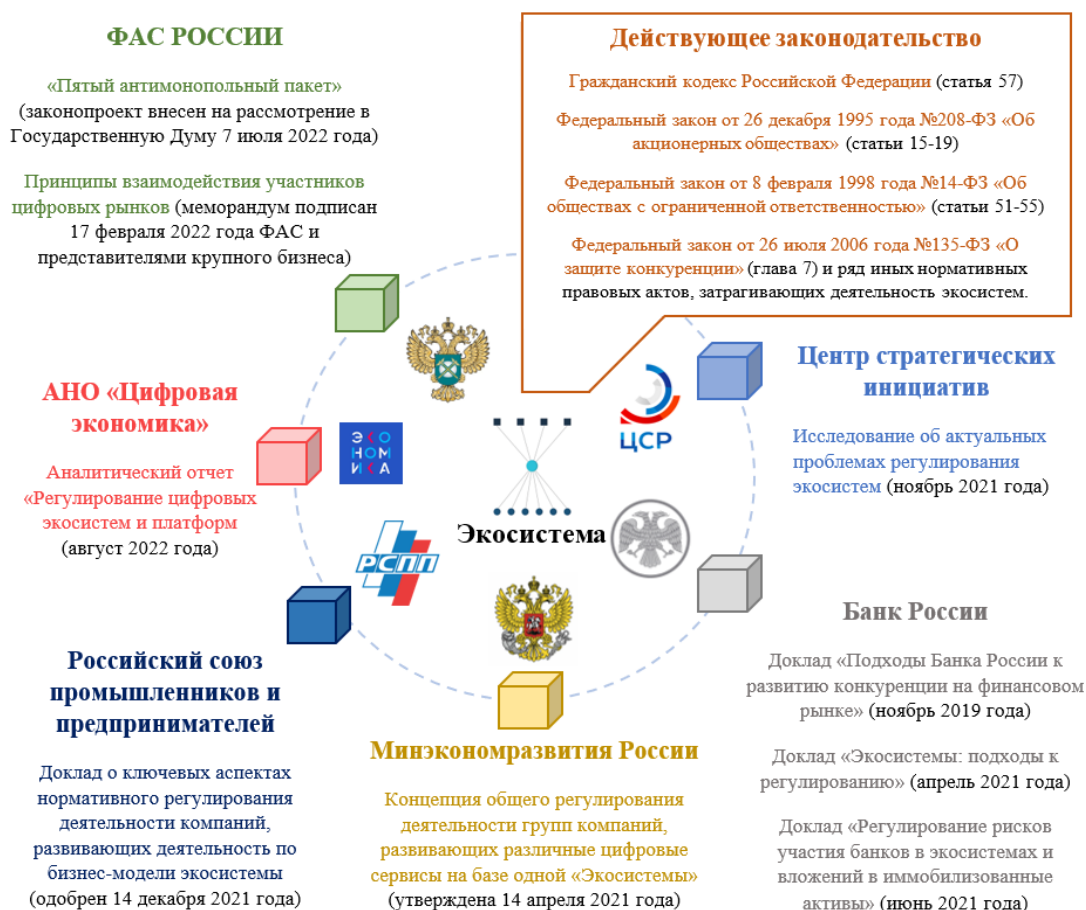 ФАС РОССИИ
«Пятый антимонопольный пакет»
(законопроект внесен на рассмотрение в
Государственную Думу 7 июля 2022 года)
Принципы взаимодействия участников
цифровых рынков (меморандум подписан
17 февраля 2022 года ФАС и
представителями крупного бизнеса)
Действующее законодательство
Гражданский кодекс Российской Федерации (статья 57)
Федеральный закон от 26 декабря 1995 года №208-ФЗ «Об
акционерных обществах» (статьи 15-19)
Федеральный закон от 8 февраля 1998 года №14-ФЗ «Об
обществах с ограниченной ответственностью» (статьи 51-55)
Федеральный закон от 26 июля 2006 года №135-ФЗ «О
защите конкуренции» (глава 7) и ряд иных нормативных
правовых актов, затрагивающих деятельность экосистем.
АНО «Цифровая
экономика»
Аналитический отчет
«Регулирование цифровых
экосистем и платформ
(август 2022 года)
ЭКО
НОМ
ИКА
ЦСР
Центр стратегических
инициатив
Исследование об актуальных
проблемах регулирования
экосистем (ноябрь 2021 года)
Экосистема
РСПП
Российский союз
промышленников и
предпринимателей
Доклад о ключевых аспектах
нормативного регулирования
деятельности компаний,
развивающих деятельность по
бизнес-модели экосистемы
(одобрен 14 декабря 2021 года)
Минэкономразвития России
Концепция общего регулирования
деятельности групп компаний,
развивающих различные цифровые
сервисы на базе одной «Экосистемы»
(утверждена 14 апреля 2021 года)
Банк России
Доклад «Подходы Банка России к
развитию конкуренции на финансовом
рынке» (ноябрь 2019 года)
Доклад «Экосистемы: подходы к
регулированию» (апрель 2021 года)
Доклад «Регулирование рисков
участия банков в экосистемах и
вложений в иммобилизованные
активы» (июнь 2021 года)